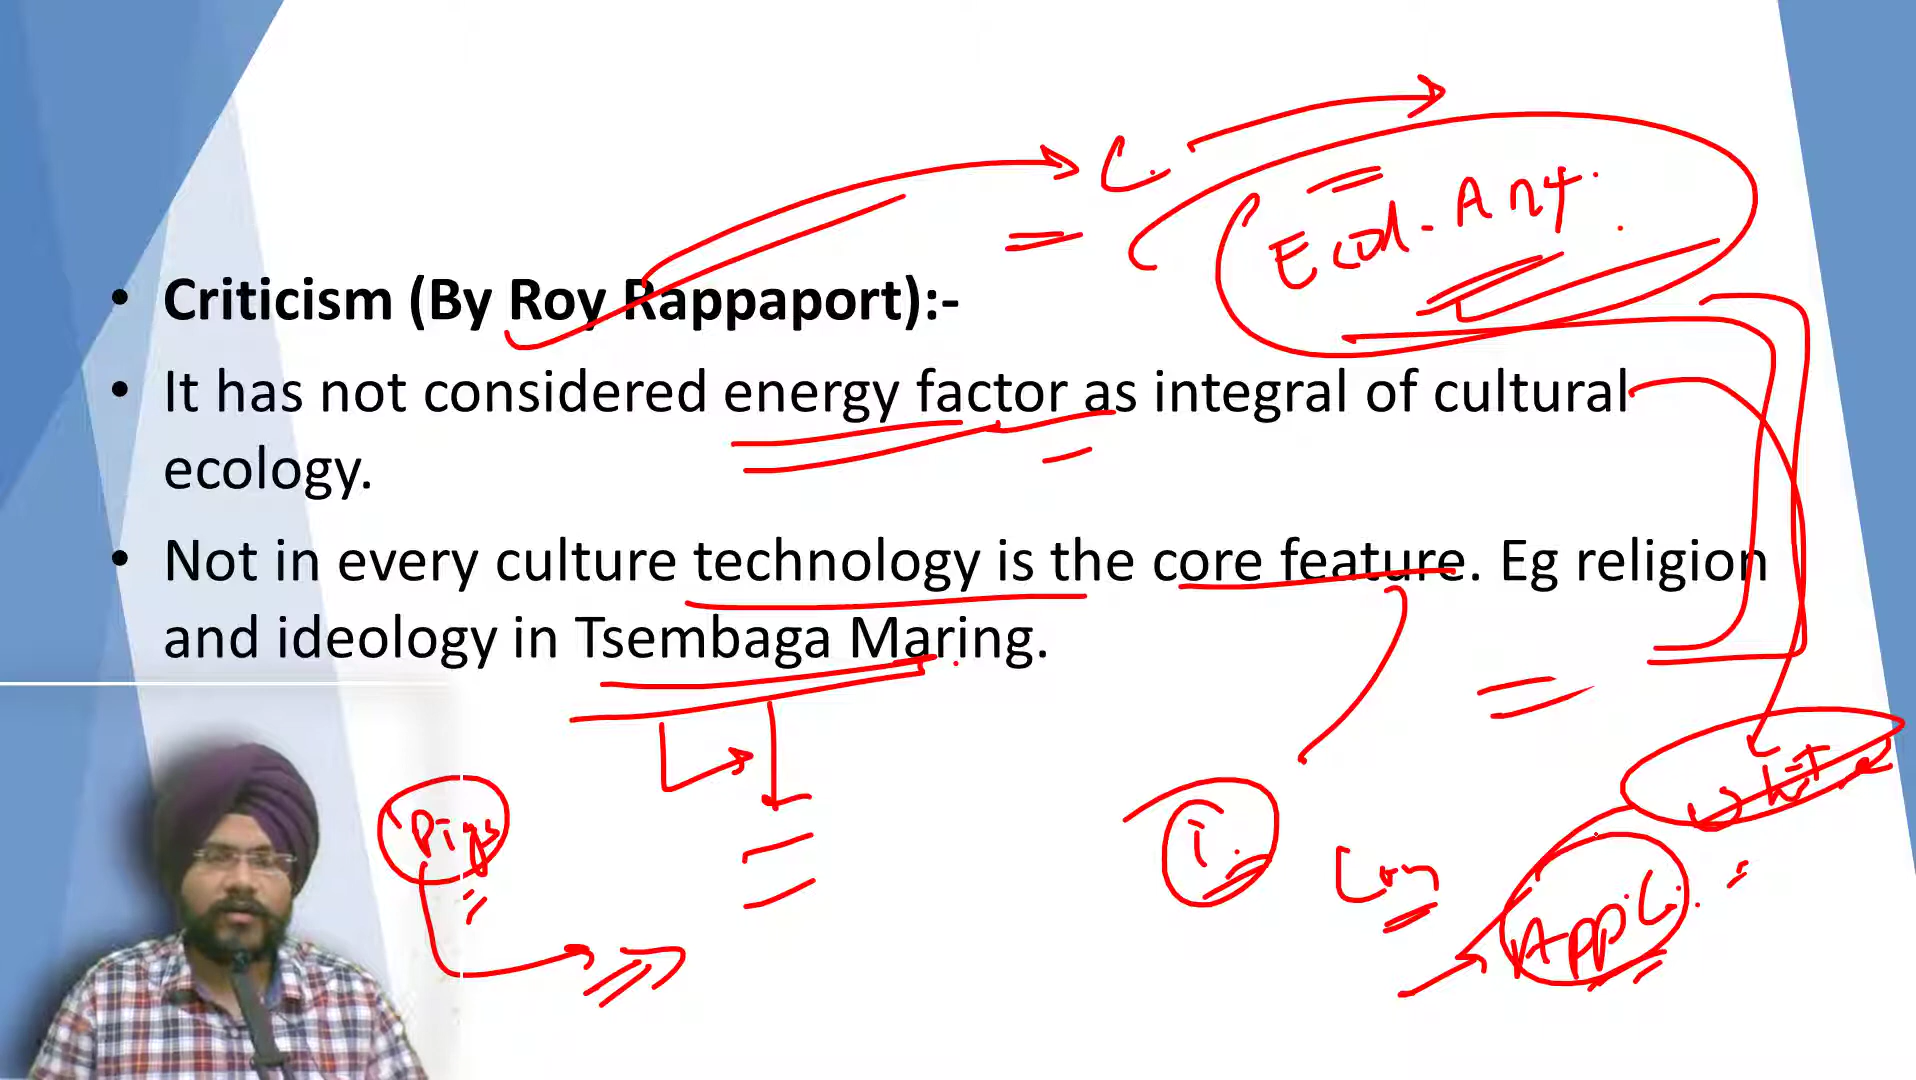 C.
Ecol. Ant.
• Criticism (By Roy Rappaport):-
• It has not considered energy factor as integral of cultural
ecology.
• Not in every culture technology is the core feature. Eg religion
and ideology in Tsembaga Maring.
Pigs
T.
App. C.